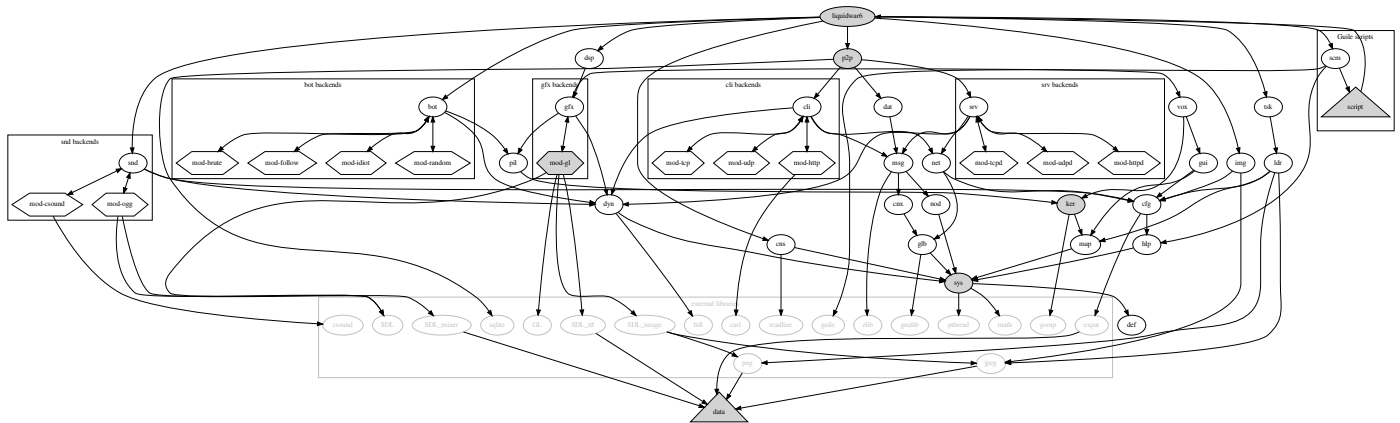 liquidwar6
Guile scripts
dsp
p2p
scm
bot backends
gfx backends
cli backends
srv backends
bot
gfx
cli
dat
srv
vox
tsk
script
snd backends
snd
mod-brute
mod-follow
mod-idiot
mod-random
pil
mod-gl
mod-tcp
mod-udp
mod-http
msg
net
mod-tcpd
mod-udpd
mod-httpd
gui
img
ldr
mod-csound
mod-ogg
dyn
cnx
nod
ker
cfg
cns
glb
map
hlp
sys
external libraries
csound
SDL
SDL_mixer
sqlite
GL
SDL_ttf
SDL_image
ltdl
curl
readline
guile
zlib
gnulib
pthread
math
gomp
expat
def
png
jpeg
data